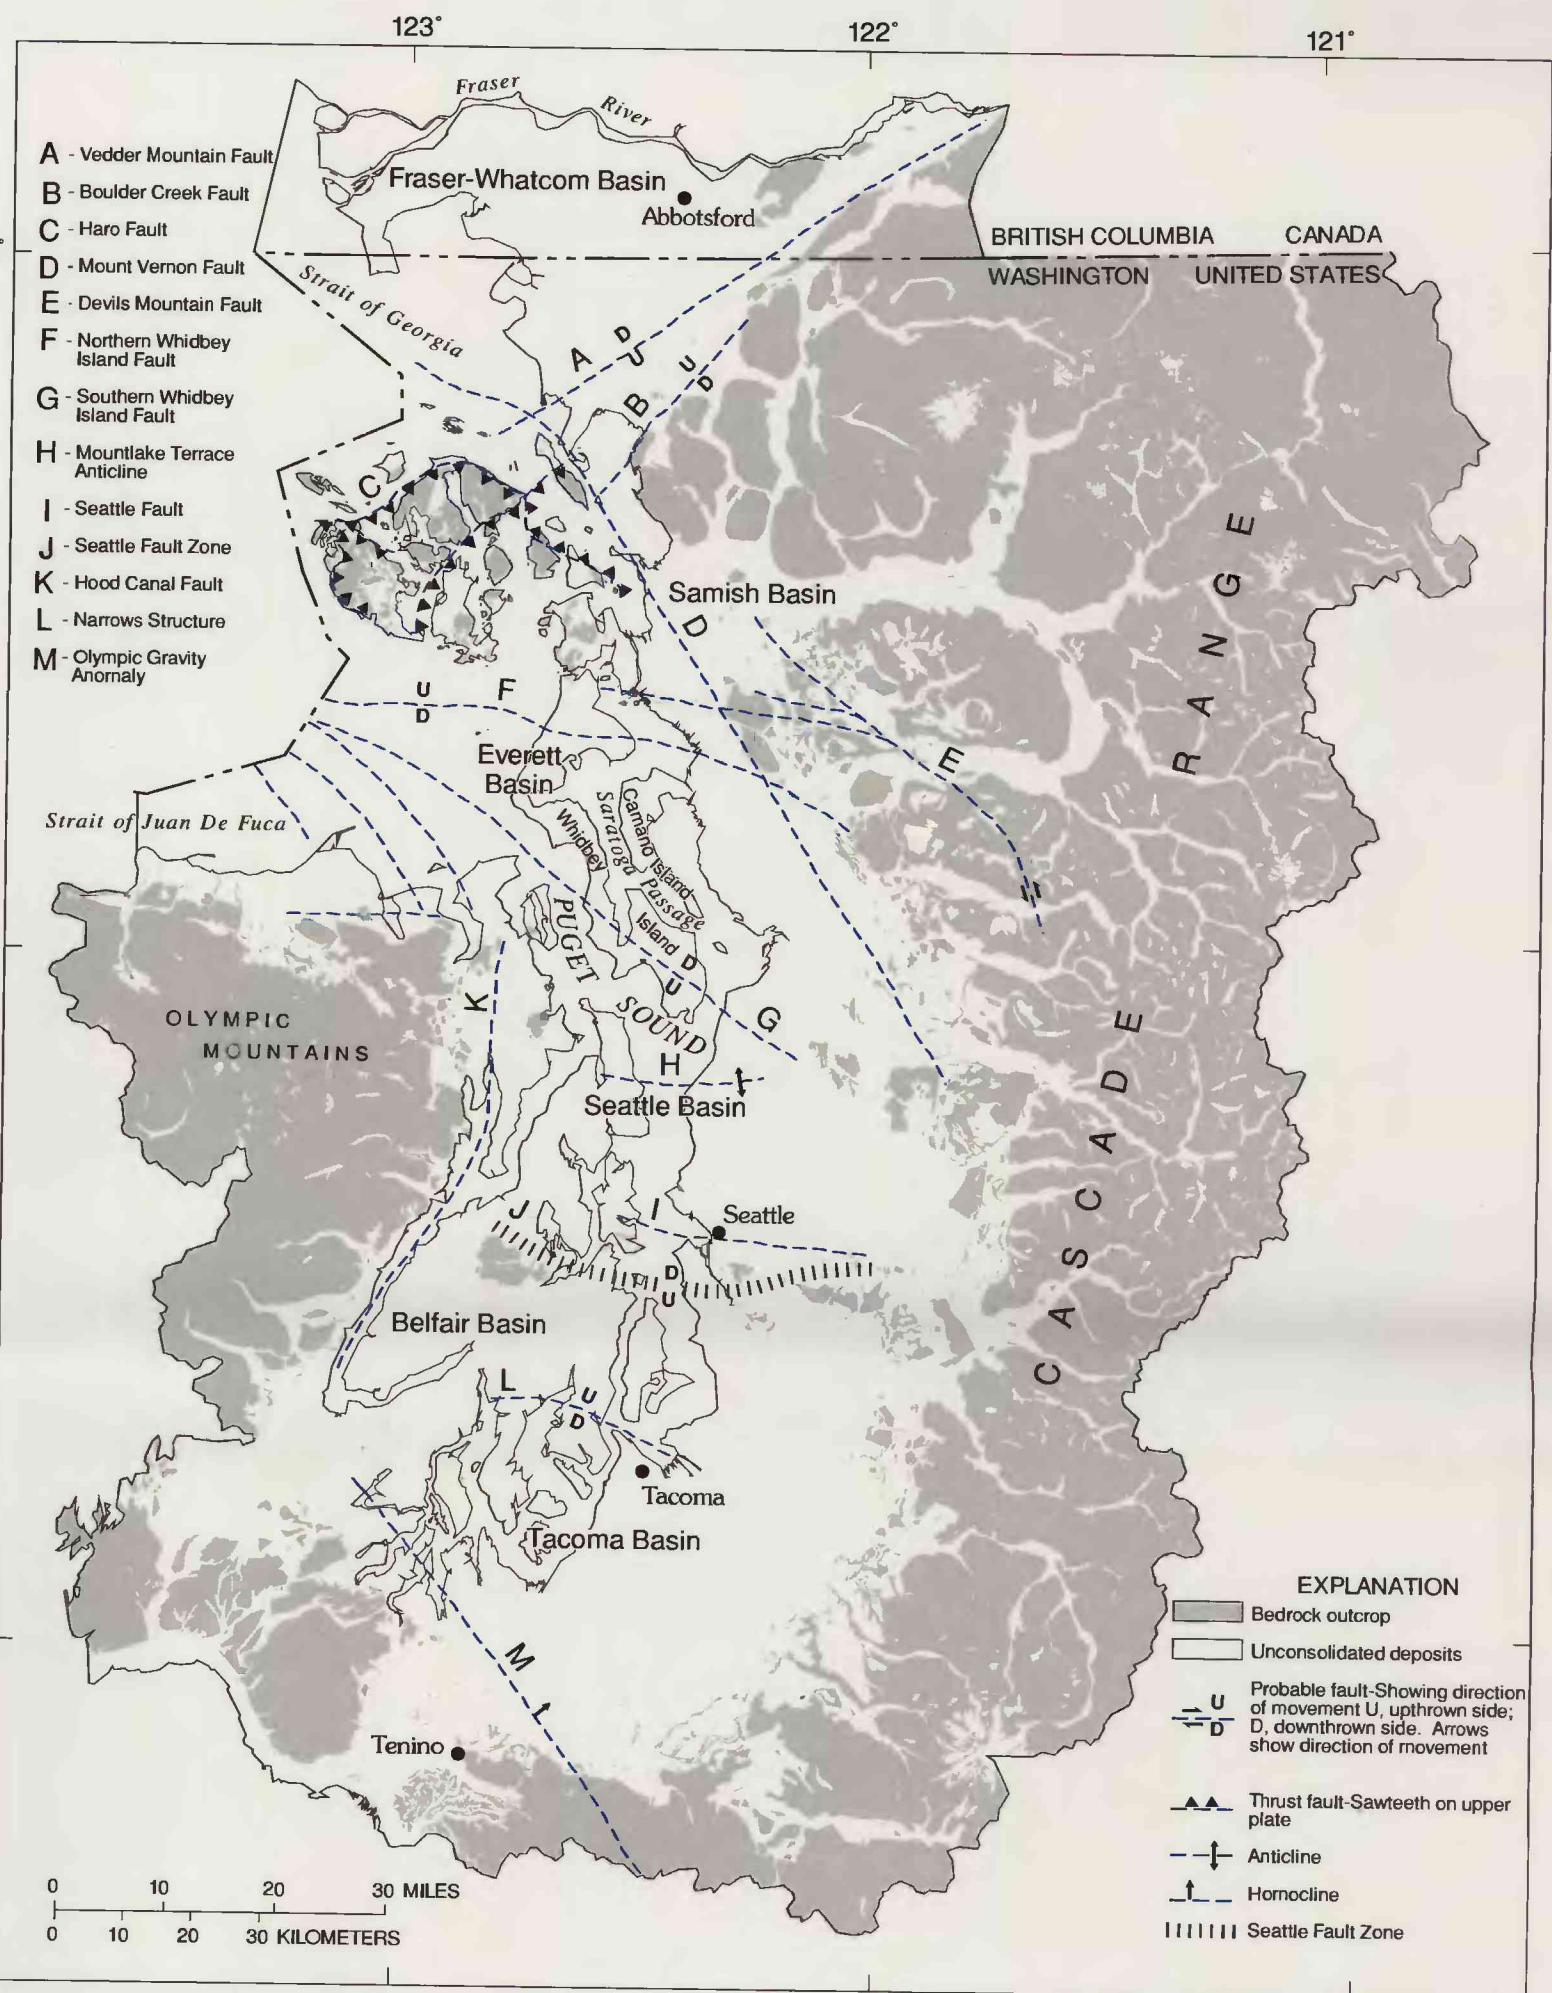 123°
122°
121°
Fraser
River
A - Vedder Mountain Fault
B - Boulder Creek Fault
C - Haro Fault
D - Mount Vernon Fault
E - Devils Mountain Fault
F - Northern Whidbey
Island Fault
G - Southern Whidbey
Island Fault
H - Mountlake Terrace
Anticline
I - Seattle Fault
J - Seattle Fault Zone
K - Hood Canal Fault
L - Narrows Structure
M - Olympic Gravity
Anomaly
Fraser-Whatcom Basin
Abbotsford
BRITISH COLUMBIA CANADA
WASHINGTON UNITED STATES
Strait of Georgia
A
D
U
U
D
B
C
Samish Basin
D
U
D
F
E
Everett
Basin
Strait of Juan De Fuca
Whidbey
Island
Saratoga Passage
Camano Island
PUGET
SOUND
D
U
G
K
H
OLYMPIC
MOUNTAINS
Seattle Basin
CASCADE RANGE
J
I
Seattle
D
U
Belfair Basin
L
U
D
Tacoma
Tacoma Basin
M
Tenino
EXPLANATION
Bedrock outcrop
Unconsolidated deposits
U
D
Probable fault-Showing direction
of movement U, upthrown side;
D, downthrown side. Arrows
show direction of movement
Thrust fault-Sawteeth on upper
plate
Anticline
Homocline
Seattle Fault Zone
0 10 20 30 MILES
0 10 20 30 KILOMETERS